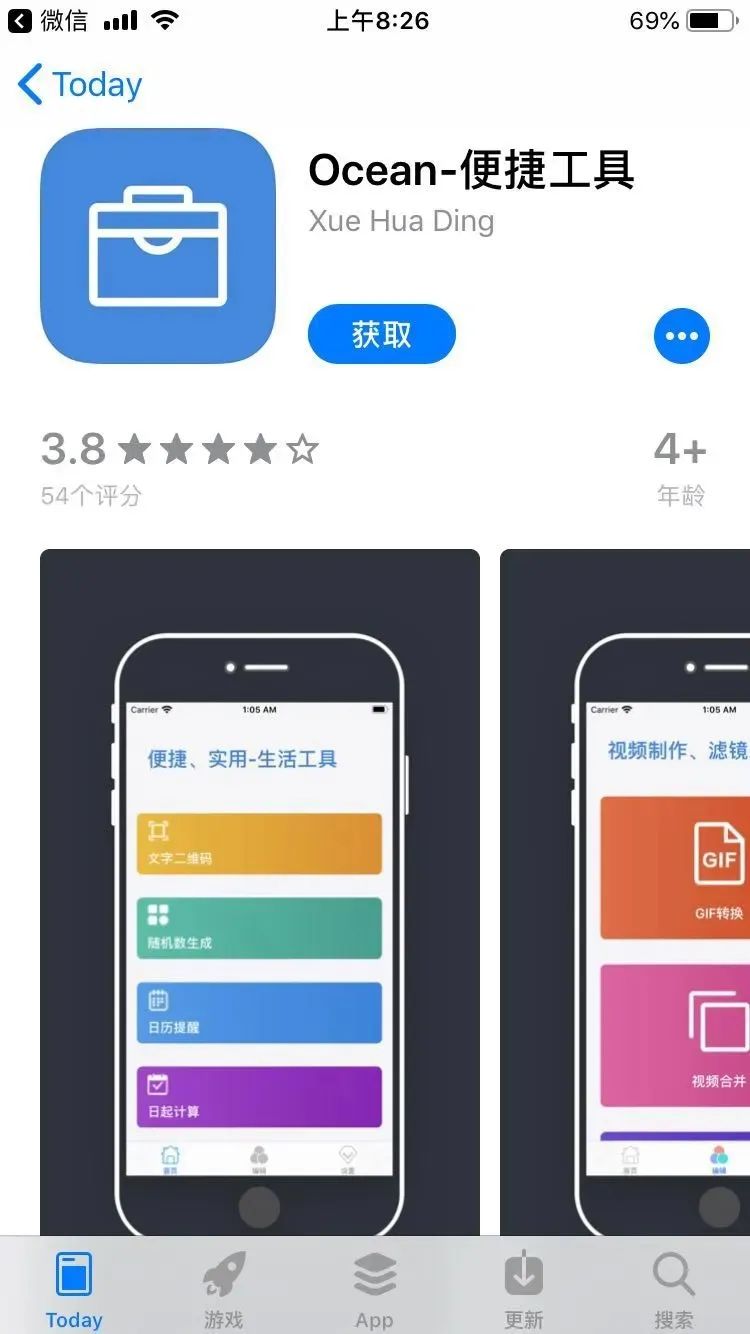 微信
上午8:26
69%
Today
Ocean-便捷工具
Xue Hua Ding
获取
3.8
4+
54个评分
年龄
Carrier
1:05 AM
便捷、实用-生活工具
文字二维码
随机数生成
日历提醒
日起计算
首页
编辑
设置
Carrier
1:05 AM
视频制作、滤镜
GIF
GIF转换
视频合并
首页
编辑
Today
游戏
App
更新
搜索